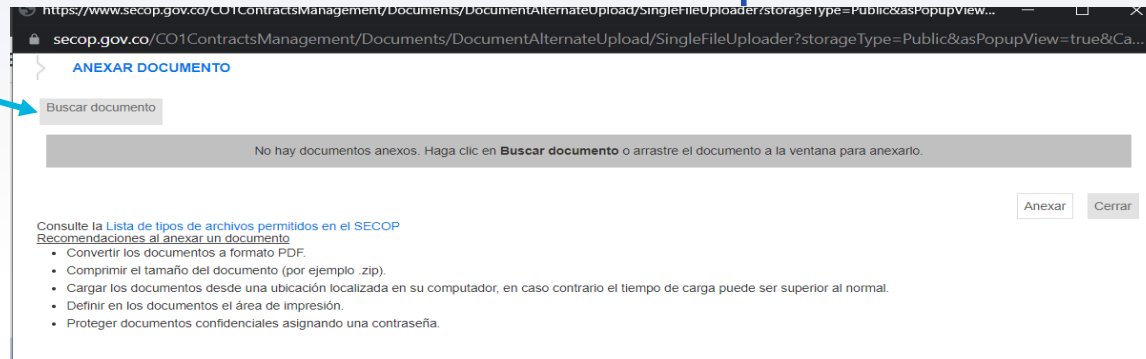 https://www.secop.gov.co/CO1ContractsManagement/Documents/DocumentAlternateUpload/SingleFileUploader?storageType=Public&asPopupView...
secop.gov.co/CO1ContractsManagement/Documents/DocumentAlternateUpload/SingleFileUploader?storageType=Public&asPopupView=true&Ca...
ANEXAR DOCUMENTO
Buscar documento
No hay documentos anexos. Haga clic en Buscar documento o arrastre el documento a la ventana para anexarlo.
Anexar Cerrar
Consulte la Lista de tipos de archivos permitidos en el SECOP
Recomendaciones al anexar un documento
• Convertir los documentos a formato PDF.
• Comprimir el tamaño del documento (por ejemplo .zip).
• Cargar los documentos desde una ubicación localizada en su computador, en caso contrario el tiempo de carga puede ser superior al normal.
• Definir en los documentos el área de impresión.
• Proteger documentos confidenciales asignando una contraseña.